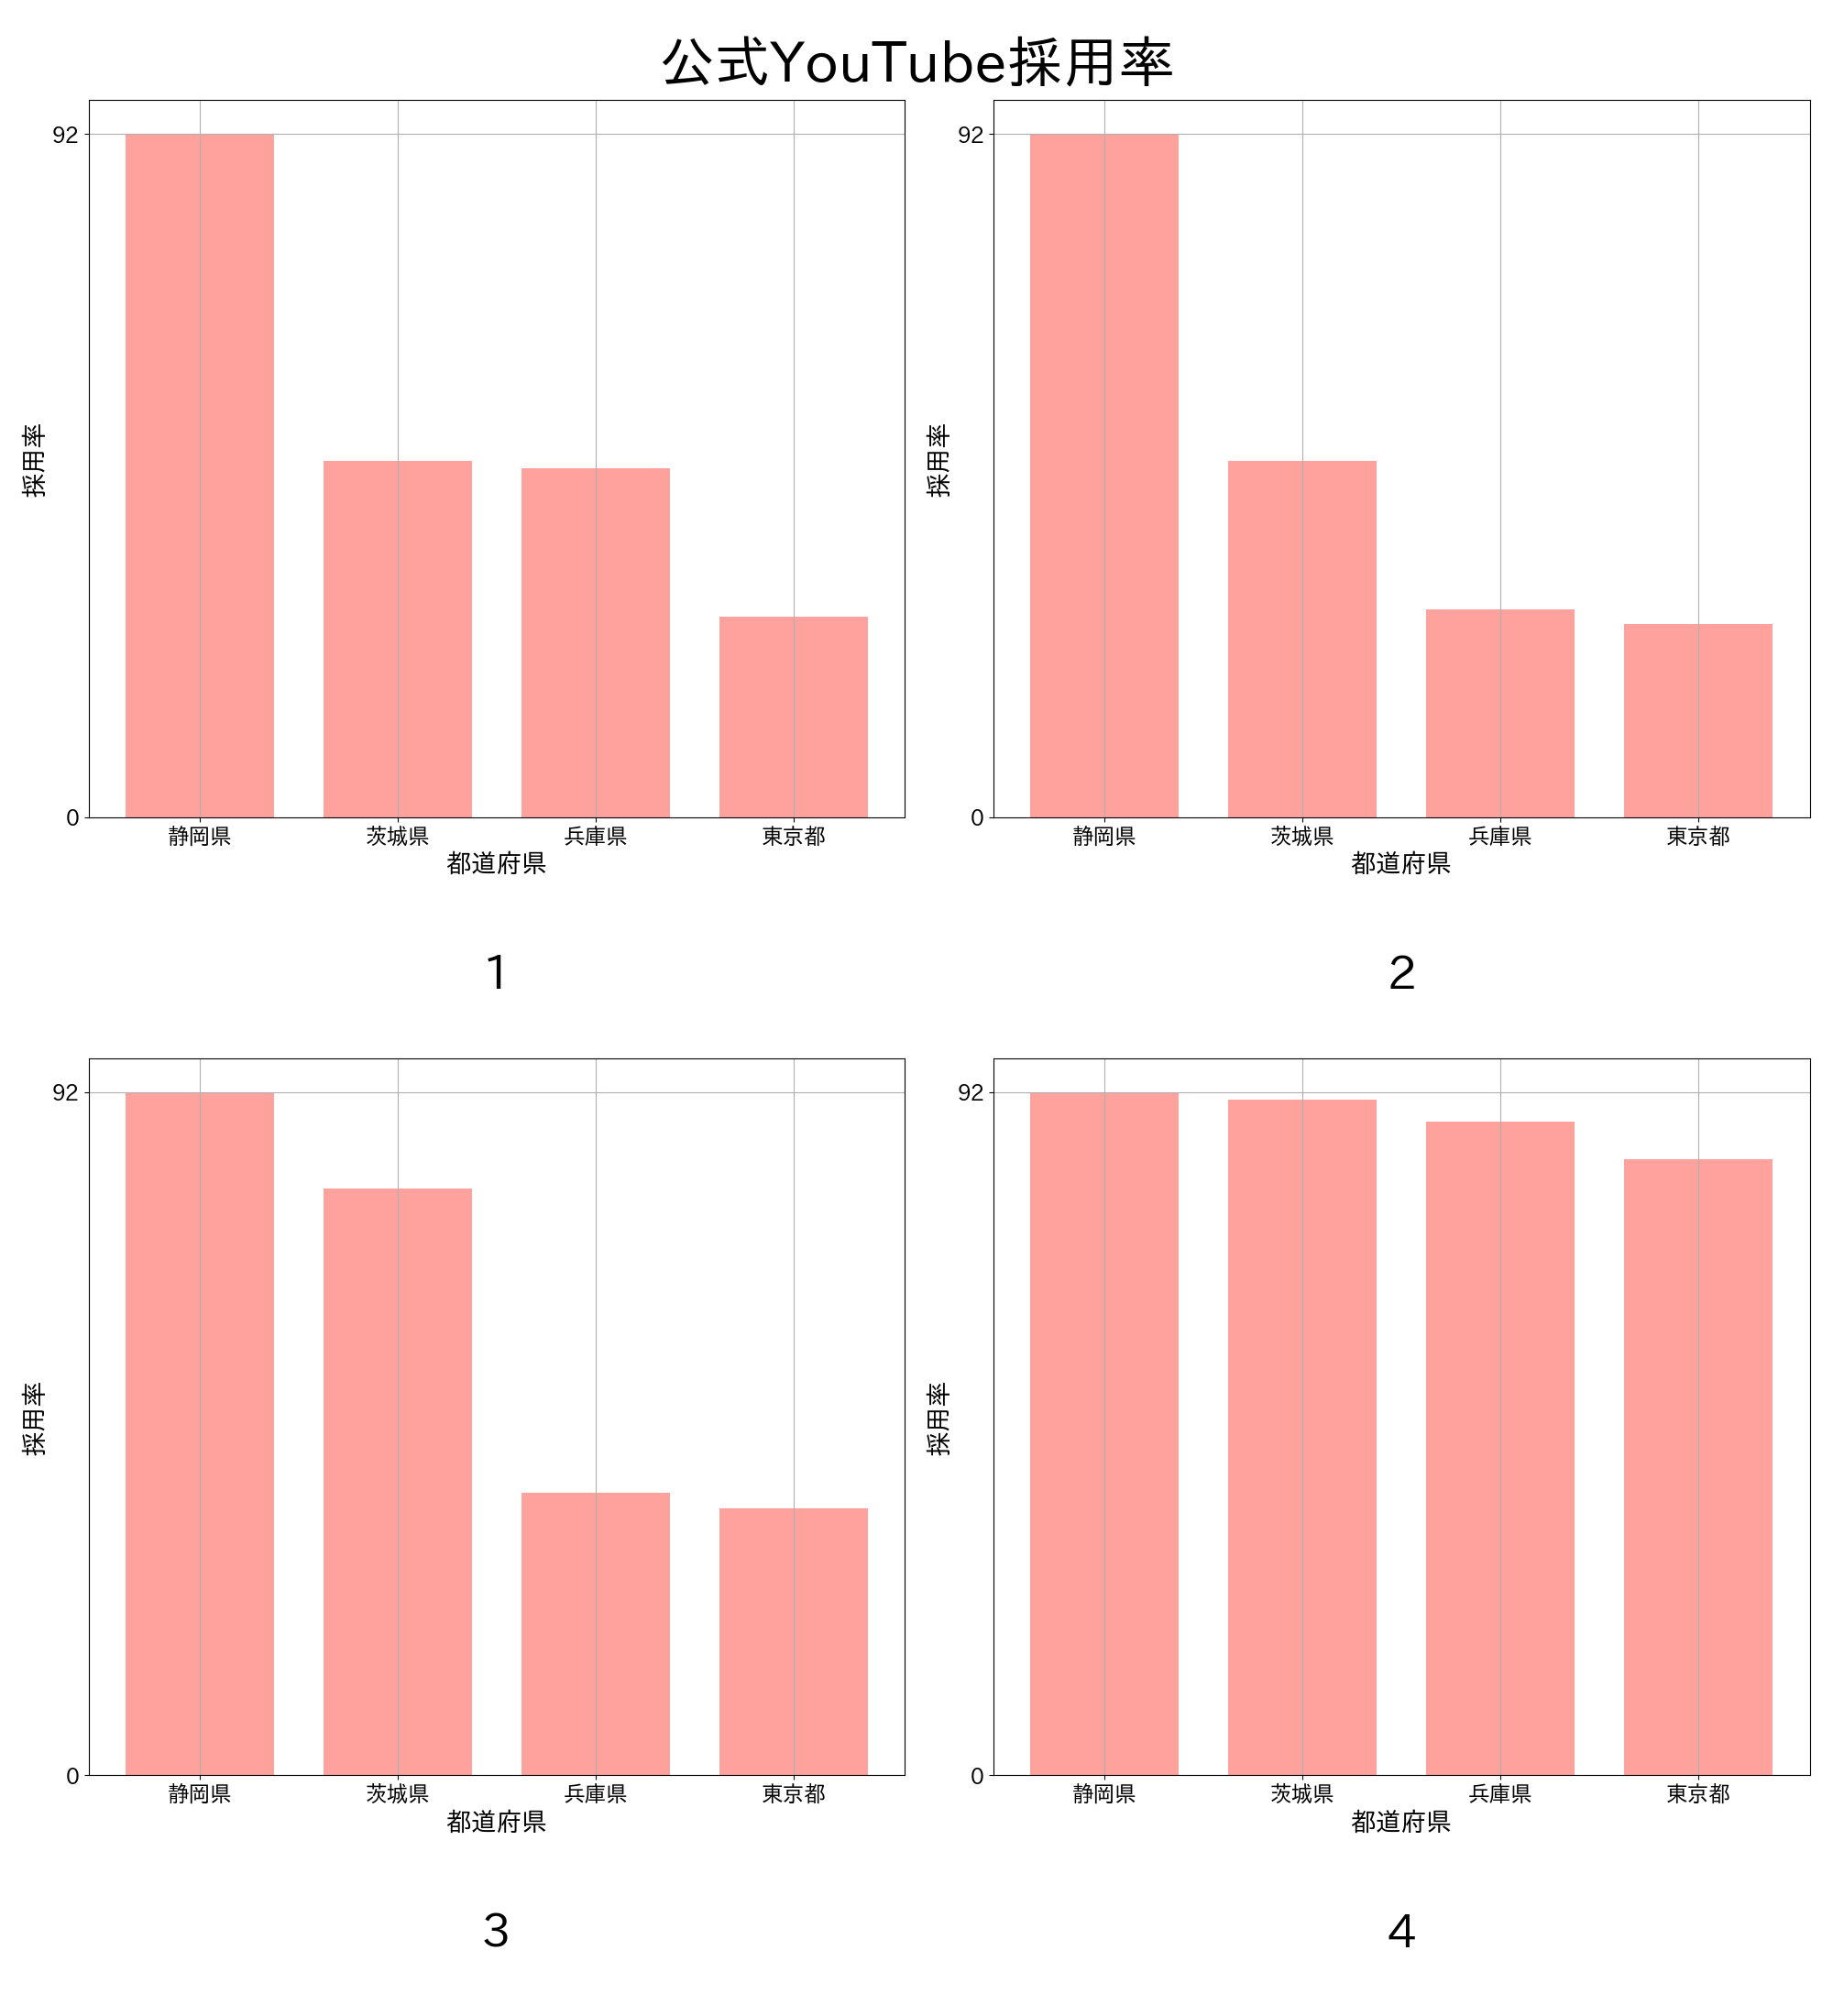 公式YouTube採用率
92
0
採用率
静岡県 茨城県 兵庫県 東京都
都道府県
1
92
0
採用率
静岡県 茨城県 兵庫県 東京都
都道府県
2
92
0
採用率
静岡県 茨城県 兵庫県 東京都
都道府県
3
92
0
採用率
静岡県 茨城県 兵庫県 東京都
都道府県
4